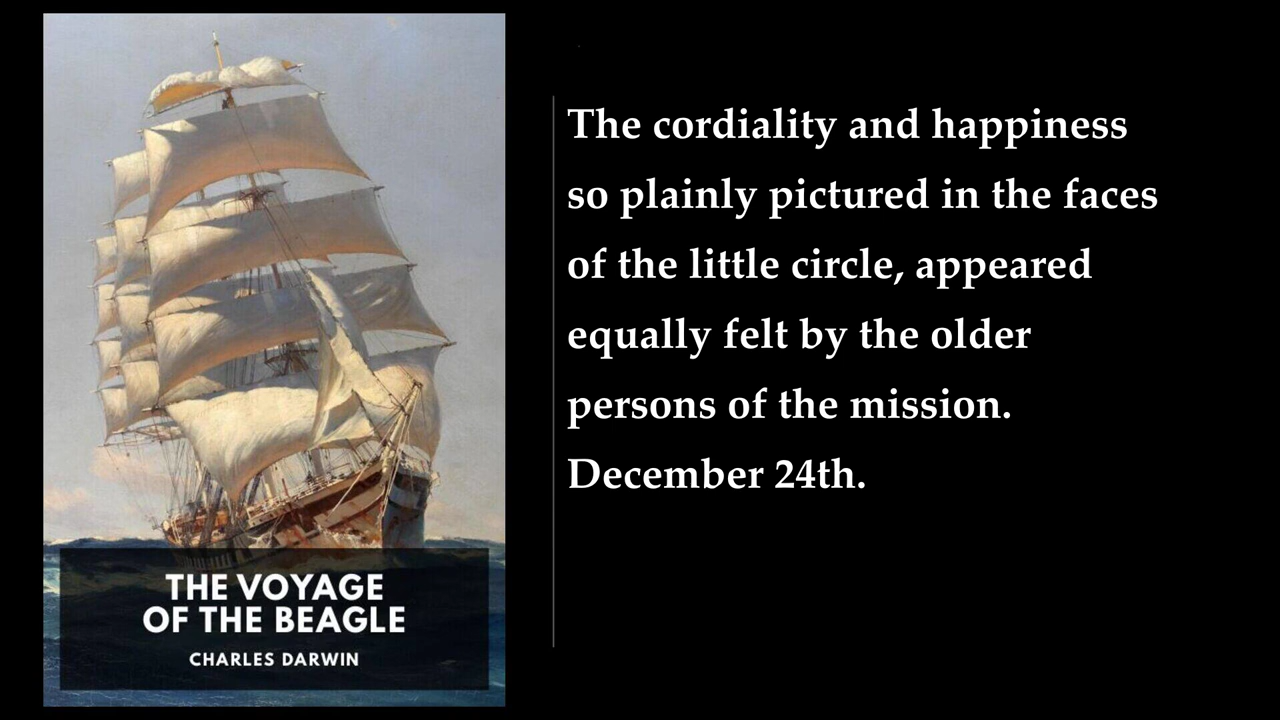 The cordiality and happiness
so plainly pictured in the faces
of the little circle, appeared
equally felt by the older
persons of the mission.
December 24th.
THE VOYAGE
OF THE BEAGLE
CHARLES DARWIN